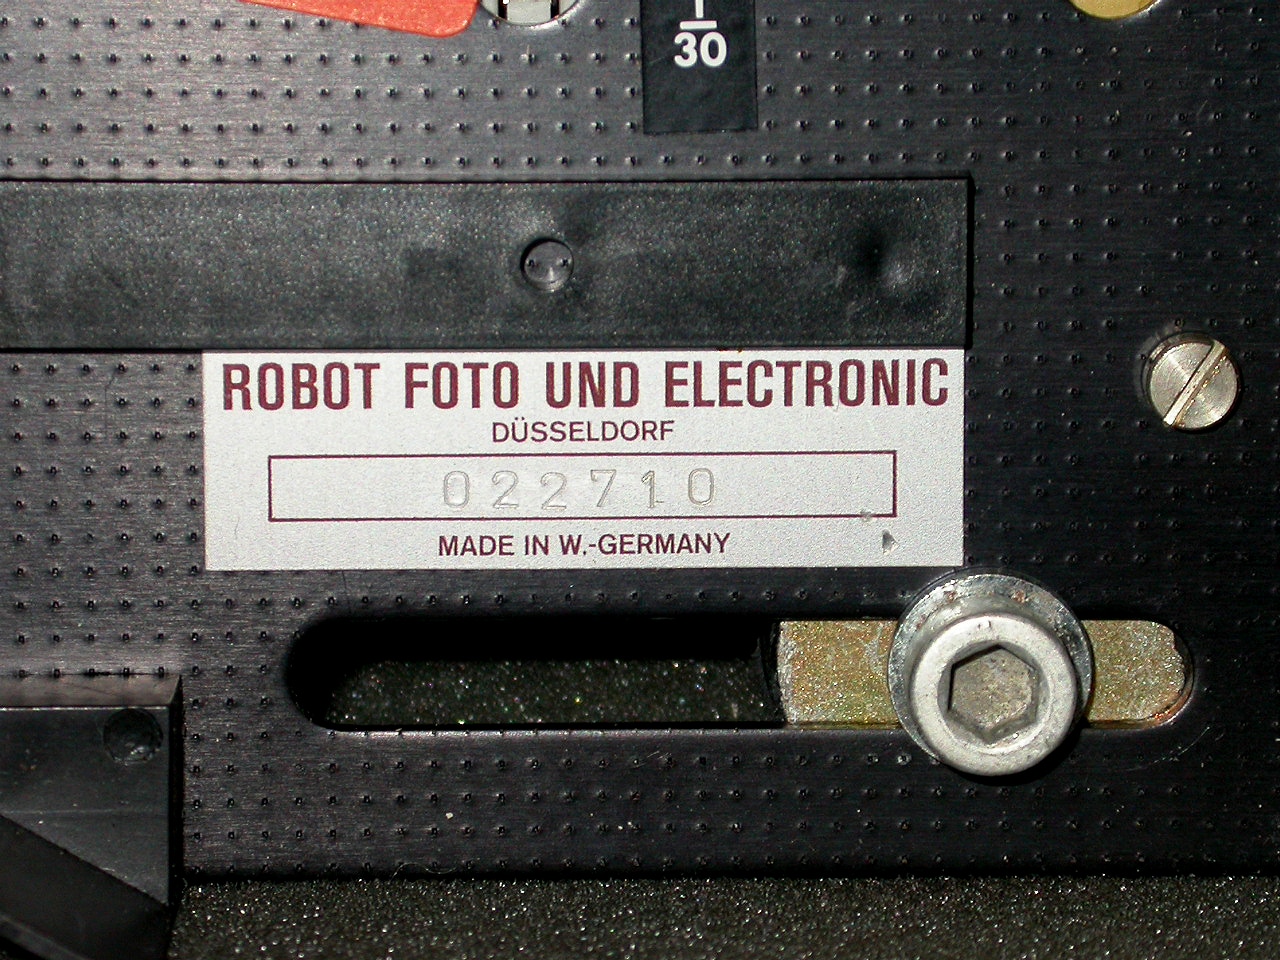 30
ROBOT FOTO UND ELECTRONIC
DÜSSELDORF
022710
MADE IN W.-GERMANY